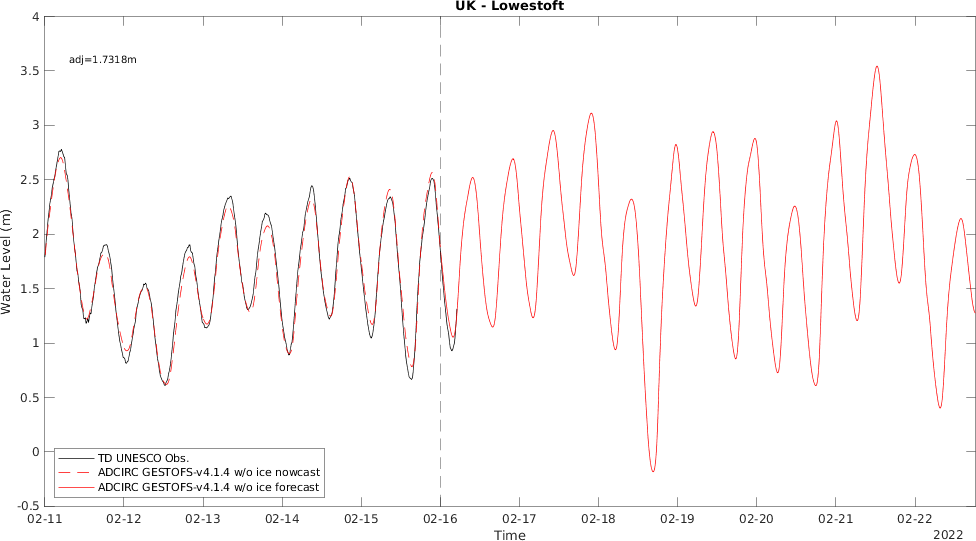 UK - Lowestoft
adj=1.7318m
Water Level (m)
4
3.5
3
2.5
2
1.5
1
0.5
0
-0.5
TD UNESCO Obs.
ADCIRC GESTOFS-v4.1.4 w/o ice nowcast
ADCIRC GESTOFS-v4.1.4 w/o ice forecast
02-11 02-12 02-13 02-14 02-15 02-16 02-17 02-18 02-19 02-20 02-21 02-22
Time
2022